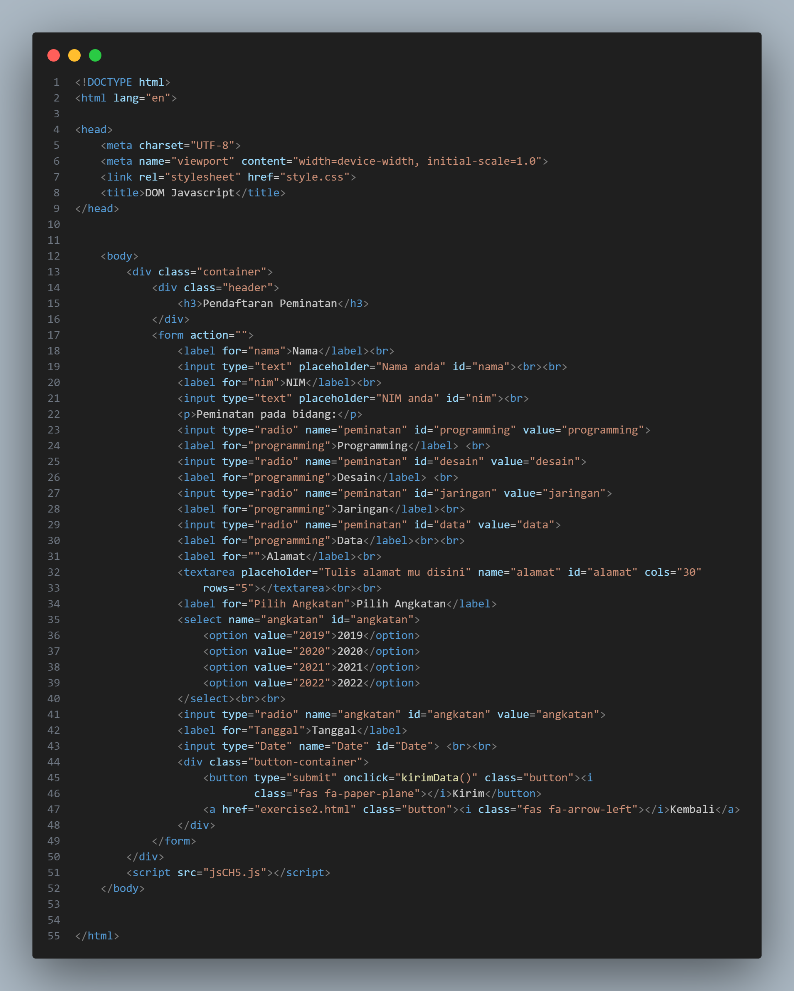 1 <!DOCTYPE html>
2 <html lang="en">
3
4 <head>
5 <meta charset="UTF-8">
6 <meta name="viewport" content="width=device-width, initial-scale=1.0">
7 <link rel="stylesheet" href="style.css">
8 <title>DOM Javascript</title>
9 </head>
10
11
12 <body>
13 <div class="container">
14 <div class="header">
15 <h3>Pendaftaran Peminatan</h3>
16 </div>
17 <form action="">
18 <label for="nama">Nama</label><br>
19 <input type="text" placeholder="Nama anda" id="nama"><br><br>
20 <label for="nim">NIM</label><br>
21 <input type="text" placeholder="NIM anda" id="nim"><br>
22 <p>Peminatan pada bidang:</p>
23 <input type="radio" name="peminatan" id="programming" value="programming">
24 <label for="programming">Programming</label> <br>
25 <input type="radio" name="peminatan" id="desain" value="desain">
26 <label for="programming">Desain</label> <br>
27 <input type="radio" name="peminatan" id="jaringan" value="jaringan">
28 <label for="programming">Jaringan</label><br>
29 <input type="radio" name="peminatan" id="data" value="data">
30 <label for="programming">Data</label><br><br>
31 <label for="">Alamat</label><br>
32 <textarea placeholder="Tulis alamat mu disini" name="alamat" id="alamat" cols="30"
33 rows="5"></textarea><br><br>
34 <label for="Pilih Angkatan">Pilih Angkatan</label>
35 <select name="angkatan" id="angkatan">
36 <option value="2019">2019</option>
37 <option value="2020">2020</option>
38 <option value="2021">2021</option>
39 <option value="2022">2022</option>
40 </select><br><br>
41 <input type="radio" name="angkatan" id="angkatan" value="angkatan">
42 <label for="Tanggal">Tanggal</label>
43 <input type="Date" name="Date" id="Date"> <br><br>
44 <div class="button-container">
45 <button type="submit" onclick="kirimData()" class="button"><i
46 class="fas fa-paper-plane"></i>Kirim</button>
47 <a href="exercise2.html" class="button"><i class="fas fa-arrow-left"></i>Kembali</a>
48 </div>
49 </form>
50 </div>
51 <script src="jsCH5.js"></script>
52 </body>
53
54
55 </html>